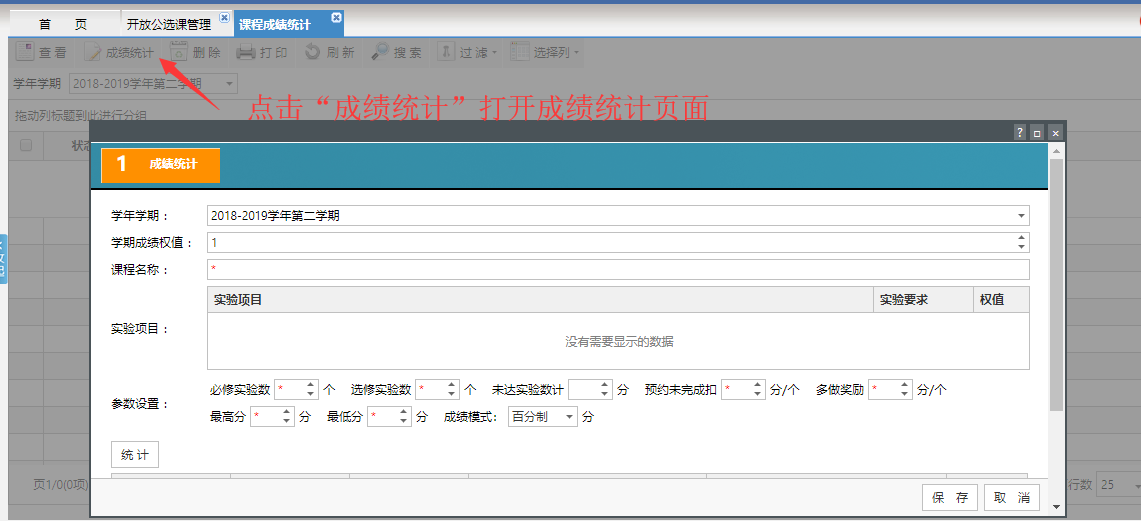 首 页 开放公选课管理 课程成绩统计
查看 成绩统计 删除 打印 刷新 搜索 过滤 选择列
学年学期 2018-2019学年第二学期
点击“成绩统计”打开成绩统计页面
拖动列标题到此进行分组
状态
1 成绩统计
学年学期： 2018-2019学年第二学期
学期成绩权值： 1
课程名称： *
实验项目 实验要求 权值
实验项目： 没有需要显示的数据
参数设置： 必修实验数 * 个 选修实验数 * 个 未达实验数计 分 预约未完成扣 * 分/个 多做奖励 * 分/个
最高分 * 分 最低分 * 分 成绩模式： 百分制 分
统 计
页1/0(0项) 行数 25
保 存 取 消